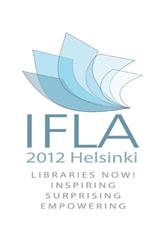 IFLA
2012 Helsinki
LIBRARIES NOW!
INSPIRING
SURPRISING
EMPOWERING